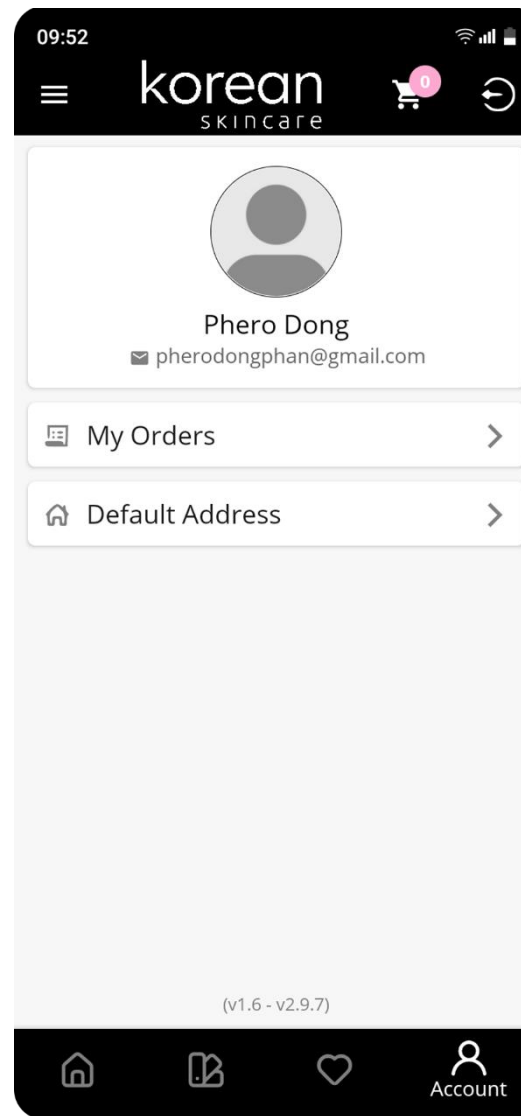 09:52
korean
0
SKINCARE
Phero Dong
pherodongphan@gmail.com
My Orders
Default Address
(v1.6 - v2.9.7)
Account